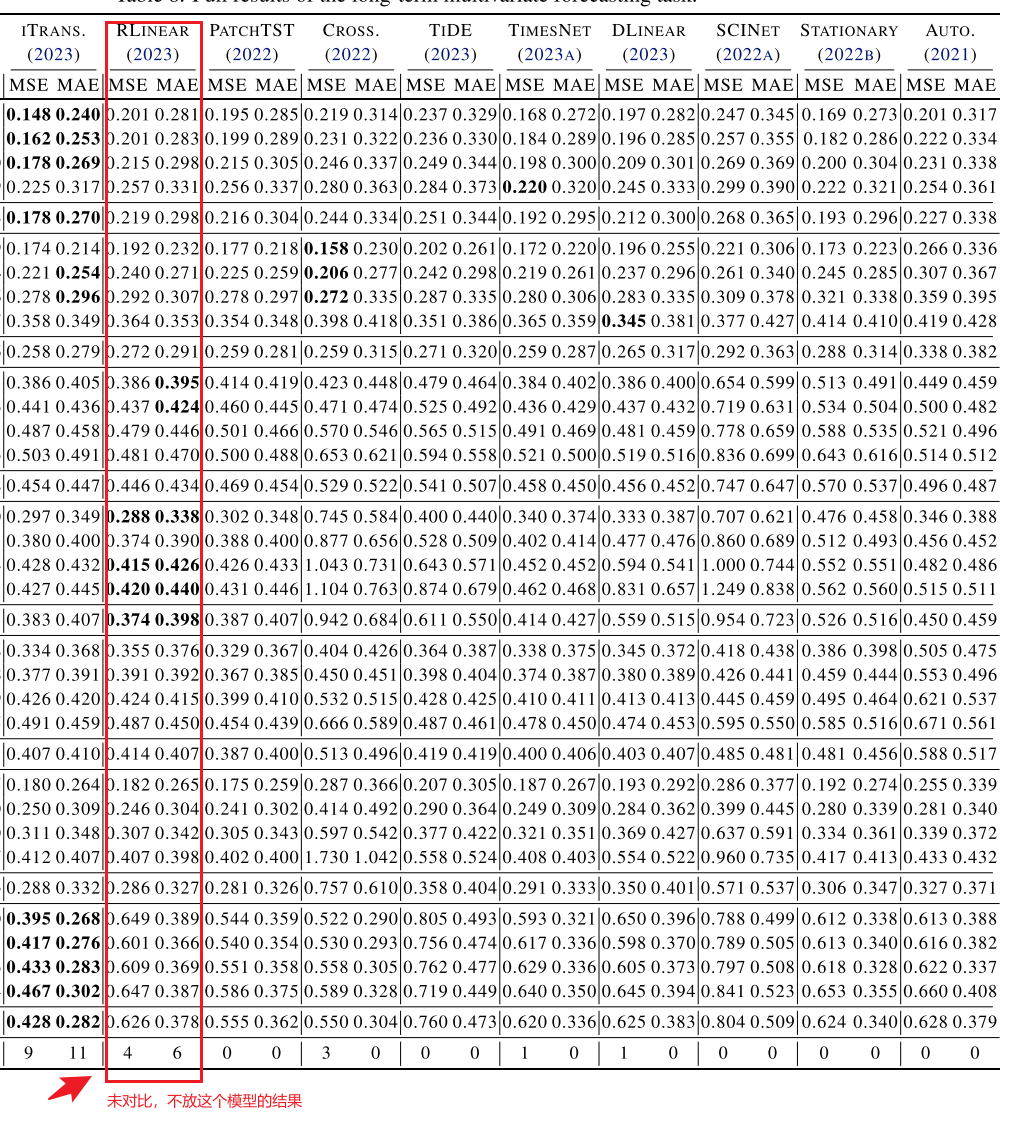 iTRANS. RLINEAR PATCHTST CROSS. TIDE TIMESNET DLINEAR SCINET STATIONARY AUTO.
(2023) (2023) (2022) (2022) (2023) (2023A) (2023) (2022A) (2022B) (2021)
MSE MAE MSE MAE MSE MAE MSE MAE MSE MAE MSE MAE MSE MAE MSE MAE MSE MAE MSE MAE
0.148 0.240 0.201 0.281 0.195 0.285 0.219 0.314 0.237 0.329 0.168 0.272 0.197 0.282 0.247 0.345 0.169 0.273 0.201 0.317
0.162 0.253 0.201 0.283 0.199 0.289 0.231 0.322 0.236 0.330 0.184 0.289 0.196 0.285 0.257 0.355 0.182 0.286 0.222 0.334
0.178 0.269 0.215 0.298 0.215 0.305 0.246 0.337 0.249 0.344 0.198 0.300 0.209 0.301 0.269 0.369 0.200 0.304 0.231 0.338
0.225 0.317 0.257 0.331 0.256 0.337 0.280 0.363 0.284 0.373 0.220 0.320 0.245 0.333 0.299 0.390 0.222 0.321 0.254 0.361
0.178 0.270 0.219 0.298 0.216 0.304 0.244 0.334 0.251 0.344 0.192 0.295 0.212 0.300 0.268 0.365 0.193 0.296 0.227 0.338
0.174 0.214 0.192 0.232 0.177 0.218 0.158 0.230 0.202 0.261 0.172 0.220 0.196 0.255 0.221 0.306 0.173 0.223 0.266 0.336
0.221 0.254 0.240 0.271 0.225 0.259 0.206 0.277 0.242 0.298 0.219 0.261 0.237 0.296 0.261 0.340 0.245 0.285 0.307 0.367
0.278 0.296 0.292 0.307 0.278 0.297 0.272 0.335 0.287 0.335 0.280 0.306 0.283 0.335 0.309 0.378 0.321 0.338 0.359 0.395
0.358 0.349 0.364 0.353 0.354 0.348 0.398 0.418 0.351 0.386 0.365 0.359 0.345 0.381 0.377 0.427 0.414 0.410 0.419 0.428
0.258 0.279 0.272 0.291 0.259 0.281 0.259 0.315 0.271 0.320 0.259 0.287 0.265 0.317 0.292 0.363 0.288 0.314 0.338 0.382
0.386 0.405 0.386 0.395 0.414 0.419 0.423 0.448 0.479 0.464 0.384 0.402 0.386 0.400 0.654 0.599 0.513 0.491 0.449 0.459
0.441 0.436 0.437 0.424 0.460 0.445 0.471 0.474 0.525 0.492 0.436 0.429 0.437 0.432 0.719 0.631 0.534 0.504 0.500 0.482
0.487 0.458 0.479 0.446 0.501 0.466 0.570 0.546 0.565 0.515 0.491 0.469 0.481 0.459 0.778 0.659 0.588 0.535 0.521 0.496
0.503 0.491 0.481 0.470 0.500 0.488 0.653 0.621 0.594 0.558 0.521 0.500 0.519 0.516 0.836 0.699 0.643 0.616 0.514 0.512
0.454 0.447 0.446 0.434 0.469 0.454 0.529 0.522 0.541 0.507 0.458 0.450 0.456 0.452 0.747 0.647 0.570 0.537 0.496 0.487
0.297 0.349 0.288 0.338 0.302 0.348 0.745 0.584 0.400 0.440 0.340 0.374 0.333 0.387 0.707 0.621 0.476 0.458 0.346 0.388
0.380 0.400 0.374 0.390 0.388 0.400 0.877 0.656 0.528 0.509 0.402 0.414 0.477 0.476 0.860 0.689 0.512 0.493 0.456 0.452
0.428 0.432 0.415 0.426 0.426 0.433 1.043 0.731 0.643 0.571 0.452 0.452 0.594 0.541 1.000 0.744 0.552 0.551 0.482 0.486
0.427 0.445 0.420 0.440 0.431 0.446 1.104 0.763 0.874 0.679 0.462 0.468 0.831 0.657 1.249 0.838 0.562 0.560 0.515 0.511
0.383 0.407 0.374 0.398 0.387 0.407 0.942 0.684 0.611 0.550 0.414 0.427 0.559 0.515 0.954 0.723 0.526 0.516 0.450 0.459
0.334 0.368 0.355 0.376 0.329 0.367 0.404 0.426 0.364 0.387 0.338 0.375 0.345 0.372 0.418 0.438 0.386 0.398 0.505 0.475
0.377 0.391 0.391 0.392 0.367 0.385 0.450 0.451 0.398 0.404 0.374 0.387 0.380 0.389 0.426 0.441 0.459 0.444 0.553 0.496
0.426 0.420 0.424 0.415 0.399 0.410 0.532 0.515 0.428 0.425 0.410 0.411 0.413 0.413 0.445 0.459 0.495 0.464 0.621 0.537
0.491 0.459 0.487 0.450 0.454 0.439 0.666 0.589 0.487 0.461 0.478 0.450 0.474 0.453 0.595 0.550 0.585 0.516 0.671 0.561
0.407 0.410 0.414 0.407 0.387 0.400 0.513 0.496 0.419 0.419 0.400 0.406 0.403 0.407 0.485 0.481 0.481 0.456 0.588 0.517
0.180 0.264 0.182 0.265 0.175 0.259 0.287 0.366 0.207 0.305 0.187 0.267 0.193 0.292 0.286 0.377 0.192 0.274 0.255 0.339
0.250 0.309 0.246 0.304 0.241 0.302 0.414 0.492 0.290 0.364 0.249 0.309 0.284 0.362 0.399 0.445 0.280 0.339 0.281 0.340
0.311 0.348 0.307 0.342 0.305 0.343 0.597 0.542 0.377 0.422 0.321 0.351 0.369 0.427 0.637 0.591 0.334 0.361 0.339 0.372
0.412 0.407 0.407 0.398 0.402 0.400 1.730 1.042 0.558 0.524 0.408 0.403 0.554 0.522 0.960 0.735 0.417 0.413 0.433 0.432
0.288 0.332 0.286 0.327 0.281 0.326 0.757 0.610 0.358 0.404 0.291 0.333 0.350 0.401 0.571 0.537 0.306 0.347 0.327 0.371
0.395 0.268 0.649 0.389 0.544 0.359 0.522 0.290 0.805 0.493 0.593 0.321 0.650 0.396 0.788 0.499 0.612 0.338 0.613 0.388
0.417 0.276 0.601 0.366 0.540 0.354 0.530 0.293 0.756 0.474 0.617 0.336 0.598 0.370 0.789 0.505 0.613 0.340 0.616 0.382
0.433 0.283 0.609 0.369 0.551 0.358 0.558 0.305 0.762 0.477 0.629 0.336 0.605 0.373 0.797 0.508 0.618 0.328 0.622 0.337
0.467 0.302 0.647 0.387 0.586 0.375 0.589 0.328 0.719 0.449 0.640 0.350 0.645 0.394 0.841 0.523 0.653 0.355 0.660 0.408
0.428 0.282 0.626 0.378 0.555 0.362 0.550 0.304 0.760 0.473 0.620 0.336 0.625 0.383 0.804 0.509 0.624 0.340 0.628 0.379
9 11 4 6 0 0 3 0 0 0 1 0 1 0 0 0 0 0 0 0
未对比，不放这个模型的结果